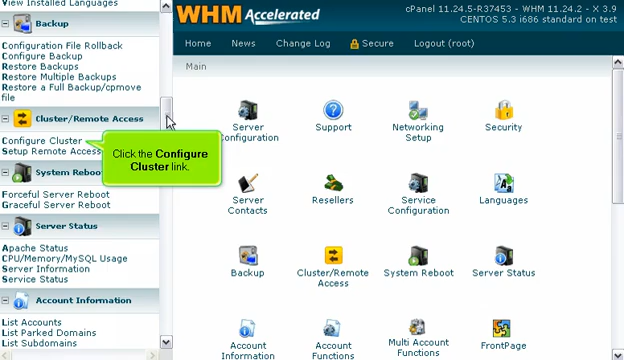 View Installed Languages
Backup
Configuration File Rollback
Configure Backup
Restore Backups
Restore Multiple Backups
Restore a Full Backup/cpmove
file
Cluster/Remote Access
Configure Cluster
Setup Remote Access
System Reboot
Forceful Server Reboot
Graceful Server Reboot
Server Status
Apache Status
CPU/Memory/MySQL Usage
Server Information
Service Status
Account Information
List Accounts
List Parked Domains
List Subdomains
Click the Configure
Cluster link.
WHM Accelerated
cPanel 11.24.5-R37453 - WHM 11.24.2 - X 3.9
CENTOS 5.3 i686 standard on test
Home News Change Log Secure Logout (root)
Main
Server
Configuration
Support
Networking
Setup
Security
Server
Contacts
Resellers
Service
Configuration
Languages
Backup
Cluster/Remote
Access
System Reboot
Server Status
Account
Information
Account
Functions
Multi Account
Functions
FrontPage